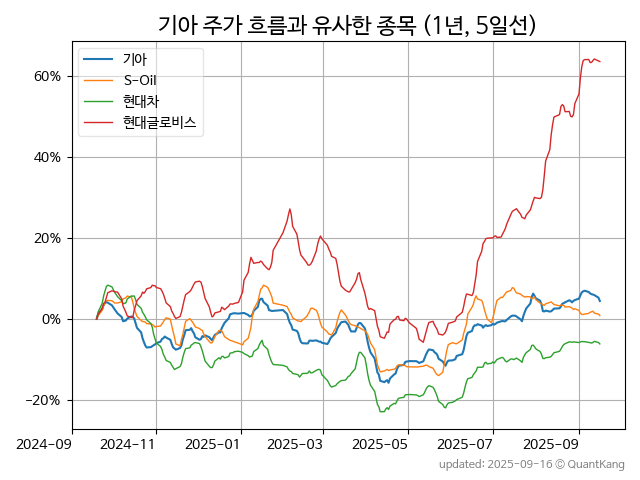 기아 주가 흐름과 유사한 종목 (1년, 5일선)
기아
S-Oil
현대차
현대글로비스
60%
40%
20%
0%
−20%
2024-09
2024-11
2025-01
2025-03
2025-05
2025-07
2025-09
updated: 2025-09-16 © QuantKang